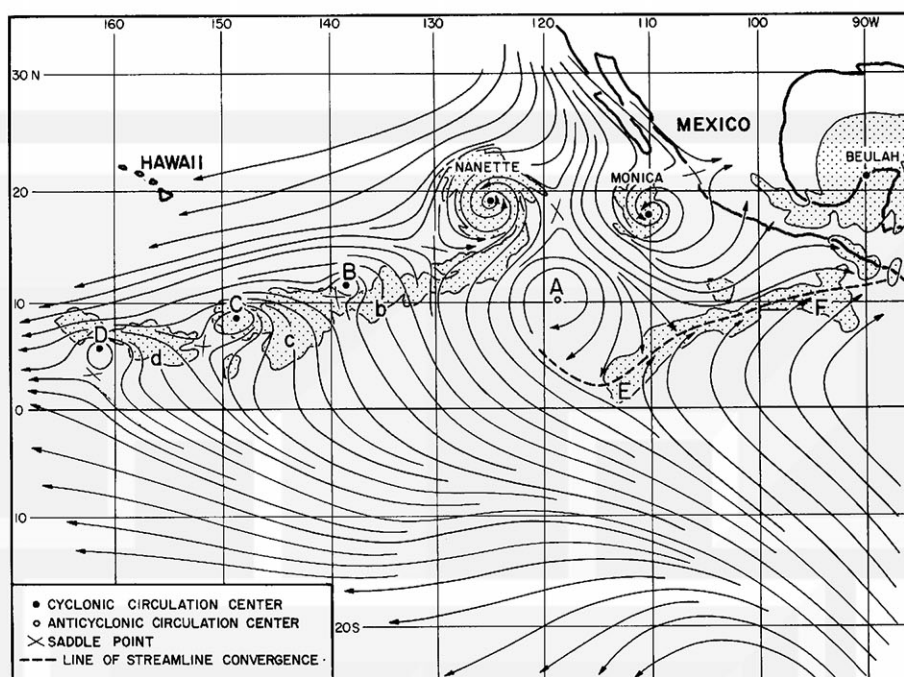 160 150 140 130 120 110 100 90W
30N
MEXICO
HAWAII
BEULAH
NANETTE
MONICA
20
B
A
10
b
C
F
D
c
d
E
0
10
● CYCLONIC CIRCULATION CENTER
○ ANTICYCLONIC CIRCULATION CENTER
X SADDLE POINT
--- LINE OF STREAMLINE CONVERGENCE.
20S